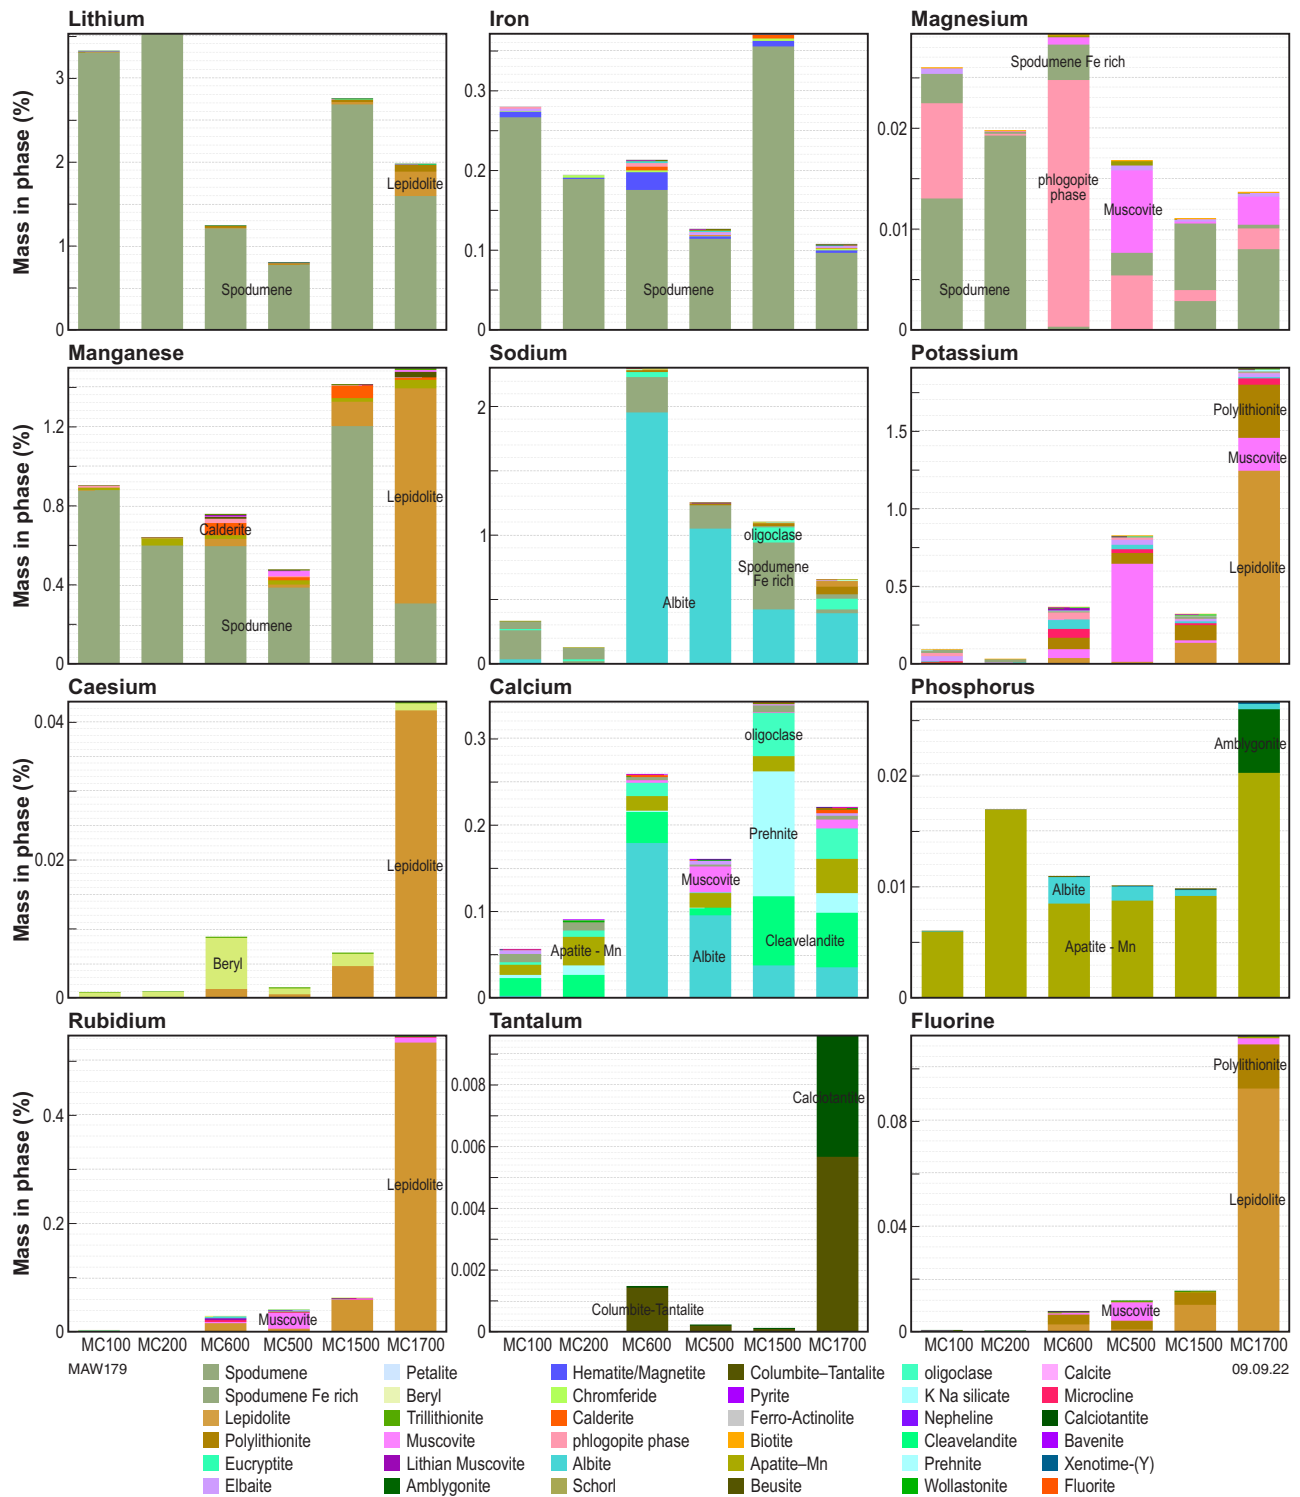 Lithium
Iron
Magnesium
Mass in phase (%)
3
2
1
0
Lepidolite
Spodumene
0.3
0.2
0.1
0
Spodumene
0.02
0.01
0
Spodumene Fe rich
phlogopite
phase
Muscovite
Spodumene
Manganese
Sodium
Potassium
Mass in phase (%)
1.2
0.8
0.4
0
Calderite
Lepidolite
Spodumene
2
1
0
oligoclase
Spodumene
Fe rich
Albite
1.5
1.0
0.5
0
Polylithionite
Muscovite
Lepidolite
Caesium
Calcium
Phosphorus
Mass in phase (%)
0.04
0.02
0
Lepidolite
Beryl
0.3
0.2
0.1
0
oligoclase
Prehnite
Muscovite
Apatite - Mn
Cleavelandite
Albite
0.02
0.01
0
Amblygonite
Albite
Apatite - Mn
Rubidium
Tantalum
Fluorine
Mass in phase (%)
0.4
0.2
0
Lepidolite
Muscovite
0.008
0.006
0.004
0.002
0
Calciotantite
Columbite-Tantalite
0.08
0.04
0
Polylithionite
Lepidolite
Muscovite
MC100 MC200 MC600 MC500 MC1500 MC1700
MC100 MC200 MC600 MC500 MC1500 MC1700
MC100 MC200 MC600 MC500 MC1500 MC1700
MAW179
09.09.22
Spodumene
Spodumene Fe rich
Lepidolite
Polylithionite
Eucryptite
Elbaite
Petalite
Beryl
Trillithionite
Muscovite
Lithian Muscovite
Amblygonite
Hematite/Magnetite
Chromferide
Calderite
phlogopite phase
Albite
Schorl
Columbite–Tantalite
Pyrite
Ferro-Actinolite
Biotite
Apatite–Mn
Beusite
oligoclase
K Na silicate
Nepheline
Cleavelandite
Prehnite
Wollastonite
Calcite
Microcline
Calciotantite
Bavenite
Xenotime-(Y)
Fluorite